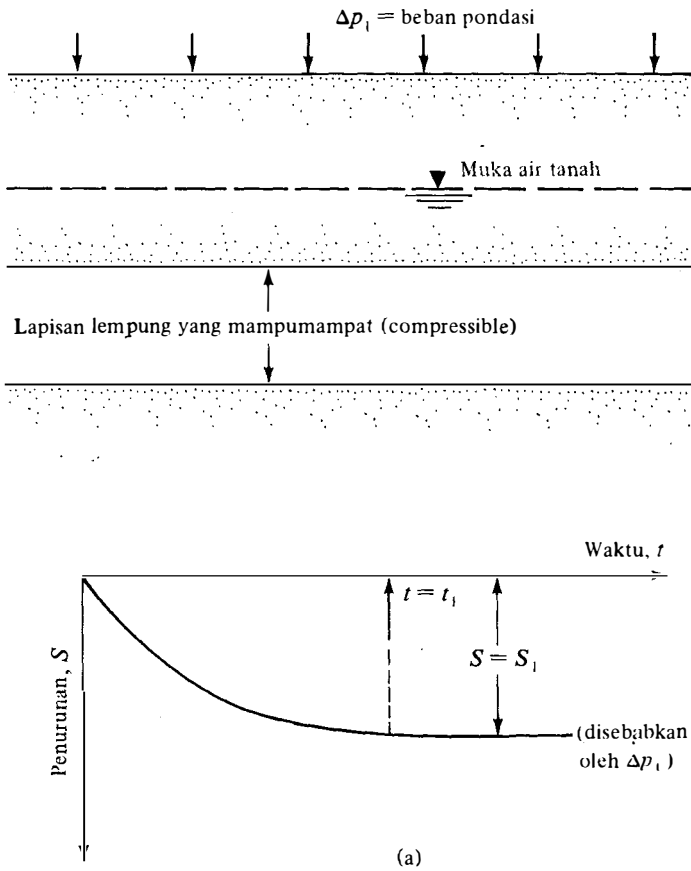 Δp₁ = beban pondasi
Muka air tanah
Lapisan lempung yang mampumampat (compressible)
Waktu, t
t = t₁
S = S₁
Penurunan, S
(disebabkan
oleh Δp₁)
(a)